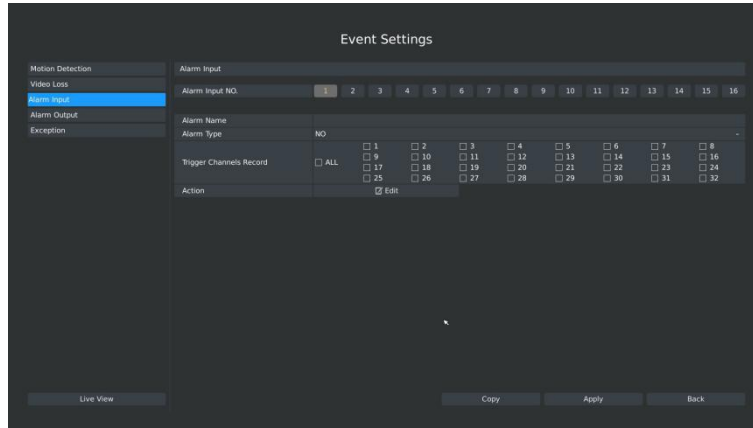 Event Settings
Motion Detection
Video Loss
Alarm Input
Alarm Output
Exception
Alarm Input
Alarm Input NO. 1 2 3 4 5 6 7 8 9 10 11 12 13 14 15 16
Alarm Name
Alarm Type NO
Trigger Channels Record ALL
1 2 3 4 5 6 7 8
9 10 11 12 13 14 15 16
17 18 19 20 21 22 23 24
25 26 27 28 29 30 31 32
Action Edit
Live View Copy Apply Back